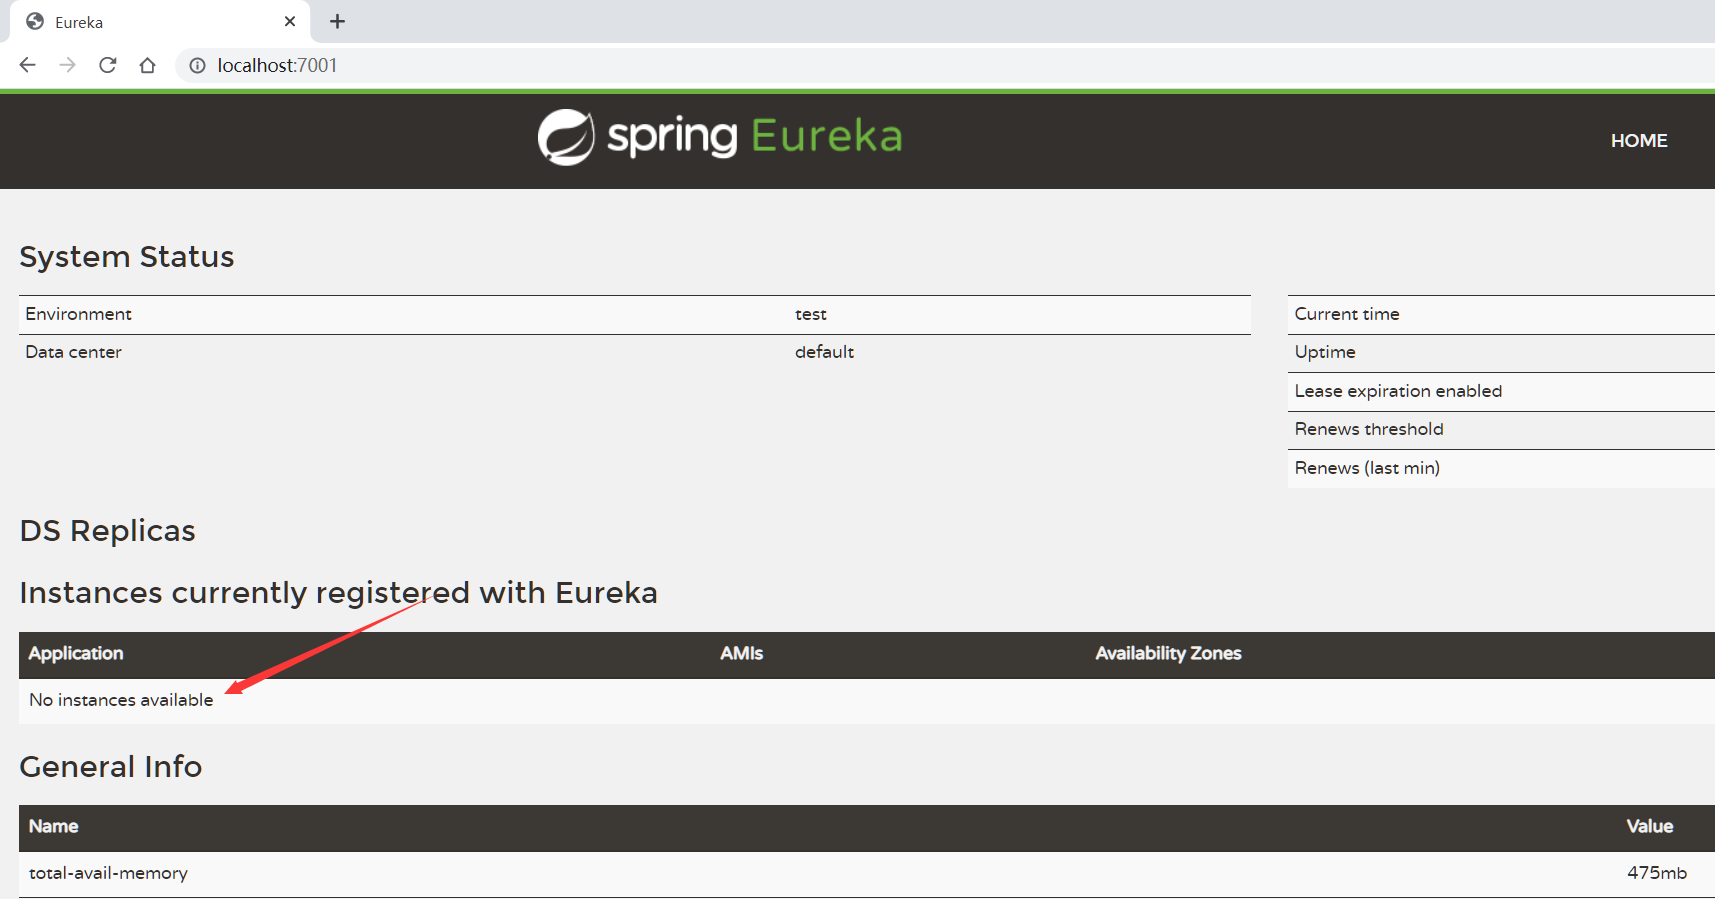 Eureka
localhost:7001
spring Eureka
HOME
System Status
Environment test
Data center default
Current time
Uptime
Lease expiration enabled
Renews threshold
Renews (last min)
DS Replicas
Instances currently registered with Eureka
Application AMIs Availability Zones
No instances available
General Info
Name Value
total-avail-memory 475mb